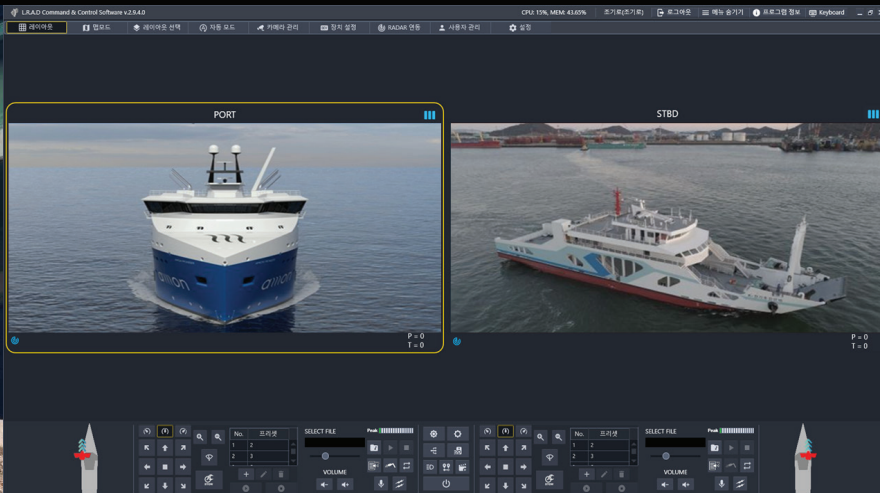 L.R.A.D Command & Control Software v.2.9.4.0
CPU: 15%, MEM: 43.65%
조기로(조기로)
로그아웃
메뉴 숨기기
프로그램 정보
Keyboard
레이아웃
맵모드
레이아웃 선택
자동 모드
카메라 관리
장치 설정
RADAR 연동
사용자 관리
설정
PORT
STBD
P = 0
T = 0
P = 0
T = 0
No. 프리셋
1 2
2 3
SELECT FILE
Peak
VOLUME
No. 프리셋
1 2
2 3
SELECT FILE
Peak
VOLUME